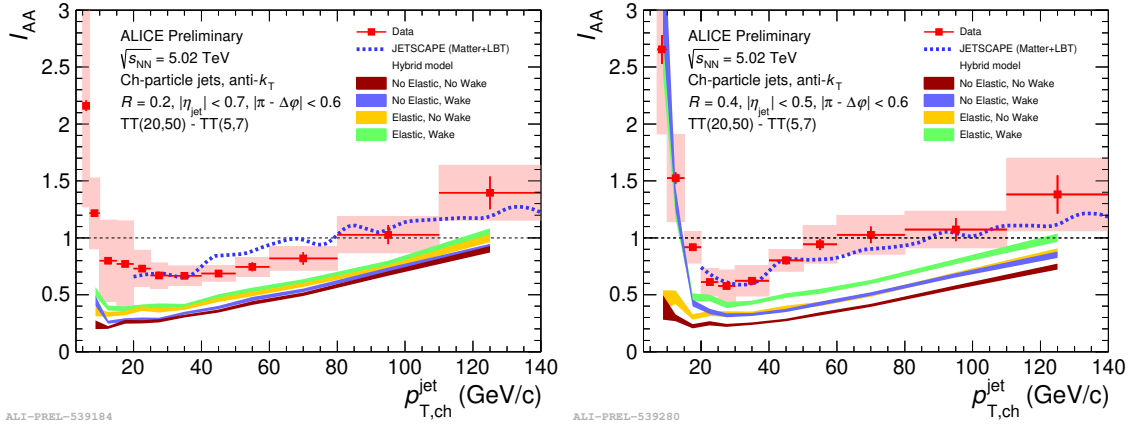 I_AA
3
2.5
2
1.5
1
0.5
0
ALICE Preliminary
√s_NN = 5.02 TeV
Ch-particle jets, anti-k_T
R = 0.2, |η_jet| < 0.7, |π - Δφ| < 0.6
TT(20,50) - TT(5,7)
Data
JETSCAPE (Matter+LBT)
Hybrid model
No Elastic, No Wake
No Elastic, Wake
Elastic, No Wake
Elastic, Wake
20 40 60 80 100 120 140
p_T,ch^jet (GeV/c)
ALI-PREL-539184
I_AA
3
2.5
2
1.5
1
0.5
0
ALICE Preliminary
√s_NN = 5.02 TeV
Ch-particle jets, anti-k_T
R = 0.4, |η_jet| < 0.5, |π - Δφ| < 0.6
TT(20,50) - TT(5,7)
Data
JETSCAPE (Matter+LBT)
Hybrid model
No Elastic, No Wake
No Elastic, Wake
Elastic, No Wake
Elastic, Wake
20 40 60 80 100 120 140
p_T,ch^jet (GeV/c)
ALI-PREL-539280